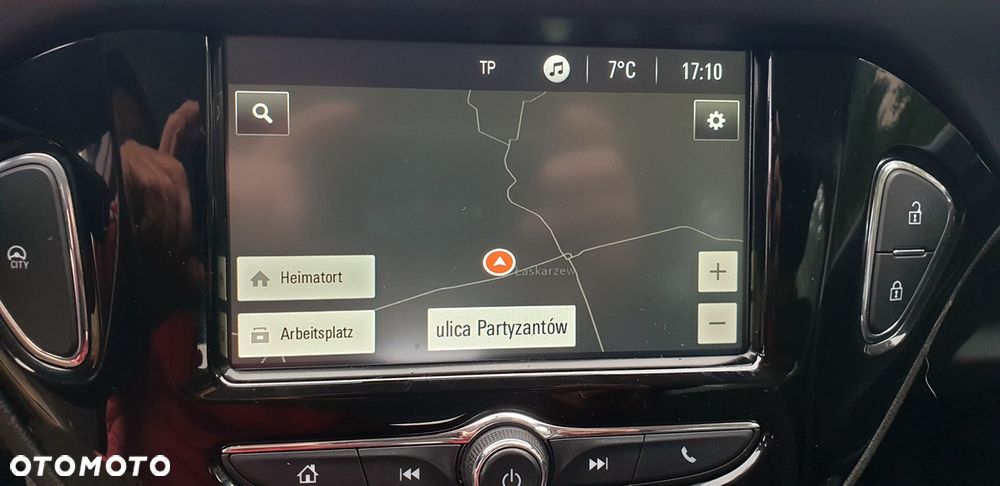 TP
7°C
17:10
Łaskarzew
Heimatort
Arbeitsplatz
ulica Partyzantów
CITY
OTOMOTO